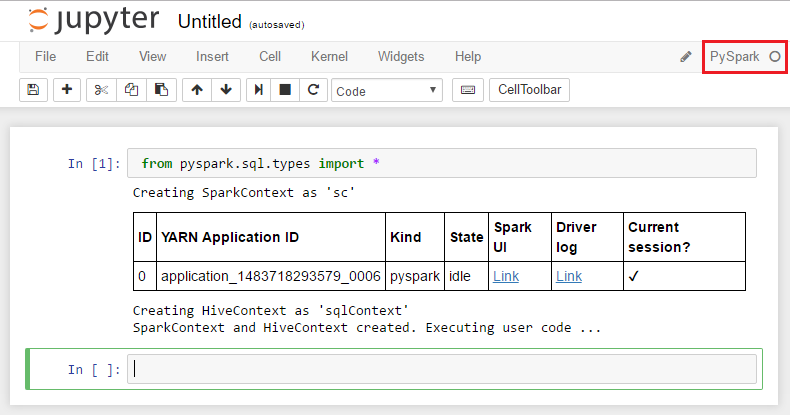 jupyter Untitled (autosaved)
File Edit View Insert Cell Kernel Widgets Help PySpark
Code CellToolbar
In [1]: from pyspark.sql.types import *
Creating SparkContext as 'sc'
ID YARN Application ID Kind State Spark UI Driver log Current session?
0 application_1483718293579_0006 pyspark idle Link Link ✓
Creating HiveContext as 'sqlContext'
SparkContext and HiveContext created. Executing user code ...
In [ ]: